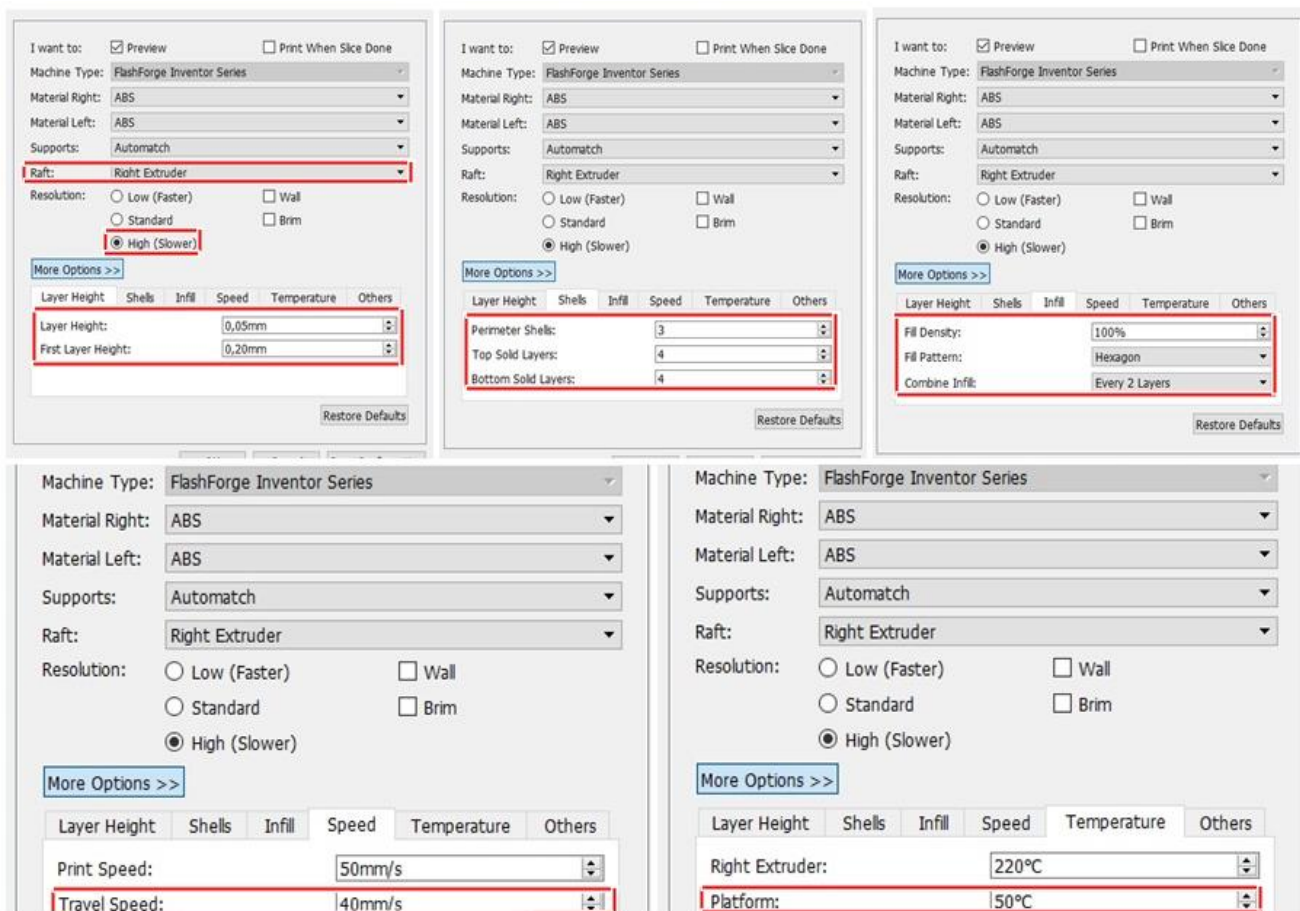 I want to: Preview Print When Slice Done
Machine Type: FlashForge Inventor Series
Material Right: ABS
Material Left: ABS
Supports: Automatch
Raft: Right Extruder
Resolution: Low (Faster) Wall
Standard Brim
High (Slower)
More Options >>
Layer Height Shells Infill Speed Temperature Others
Layer Height: 0,05mm
First Layer Height: 0,20mm
Restore Defaults
I want to: Preview Print When Slice Done
Machine Type: FlashForge Inventor Series
Material Right: ABS
Material Left: ABS
Supports: Automatch
Raft: Right Extruder
Resolution: Low (Faster) Wall
Standard Brim
High (Slower)
More Options >>
Layer Height Shells Infill Speed Temperature Others
Perimeter Shells: 3
Top Solid Layers: 4
Bottom Solid Layers: 4
Restore Defaults
I want to: Preview Print When Slice Done
Machine Type: FlashForge Inventor Series
Material Right: ABS
Material Left: ABS
Supports: Automatch
Raft: Right Extruder
Resolution: Low (Faster) Wall
Standard Brim
High (Slower)
More Options >>
Layer Height Shells Infill Speed Temperature Others
Fill Density: 100%
Fill Pattern: Hexagon
Combine Infill: Every 2 Layers
Restore Defaults
Machine Type: FlashForge Inventor Series
Material Right: ABS
Material Left: ABS
Supports: Automatch
Raft: Right Extruder
Resolution: Low (Faster) Wall
Standard Brim
High (Slower)
More Options >>
Layer Height Shells Infill Speed Temperature Others
Print Speed: 50mm/s
Travel Speed: 40mm/s
Machine Type: FlashForge Inventor Series
Material Right: ABS
Material Left: ABS
Supports: Automatch
Raft: Right Extruder
Resolution: Low (Faster) Wall
Standard Brim
High (Slower)
More Options >>
Layer Height Shells Infill Speed Temperature Others
Right Extruder: 220°C
Platform: 50°C